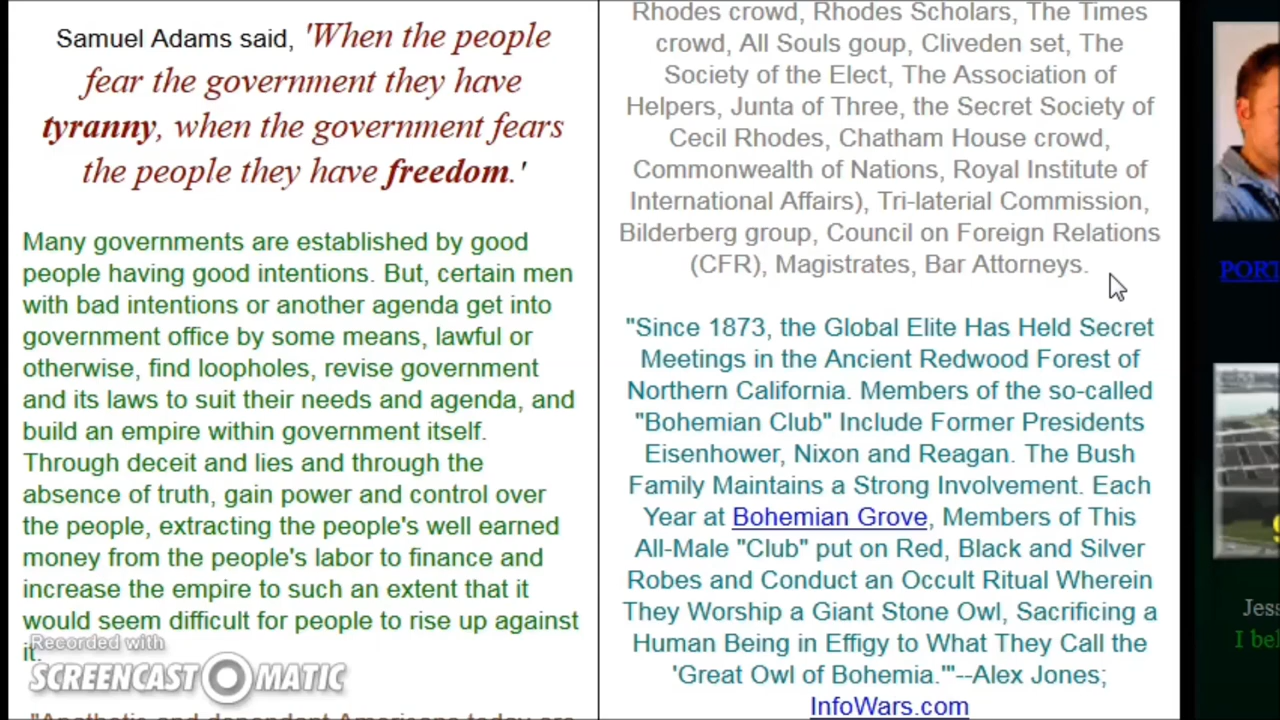 Samuel Adams said, 'When the people
fear the government they have
tyranny, when the government fears
the people they have freedom.'
Many governments are established by good
people having good intentions. But, certain men
with bad intentions or another agenda get into
government office by some means, lawful or
otherwise, find loopholes, revise government
and its laws to suit their needs and agenda, and
build an empire within government itself.
Through deceit and lies and through the
absence of truth, gain power and control over
the people, extracting the people's well earned
money from the people's labor to finance and
increase the empire to such an extent that it
would seem difficult for people to rise up against
it.
Recorded with
SCREENCAST MATIC
"Apathetic and dependent Americans today are
Rhodes crowd, Rhodes Scholars, The Times
crowd, All Souls goup, Cliveden set, The
Society of the Elect, The Association of
Helpers, Junta of Three, the Secret Society of
Cecil Rhodes, Chatham House crowd,
Commonwealth of Nations, Royal Institute of
International Affairs), Tri-laterial Commission,
Bilderberg group, Council on Foreign Relations
(CFR), Magistrates, Bar Attorneys.
"Since 1873, the Global Elite Has Held Secret
Meetings in the Ancient Redwood Forest of
Northern California. Members of the so-called
"Bohemian Club" Include Former Presidents
Eisenhower, Nixon and Reagan. The Bush
Family Maintains a Strong Involvement. Each
Year at Bohemian Grove, Members of This
All-Male "Club" put on Red, Black and Silver
Robes and Conduct an Occult Ritual Wherein
They Worship a Giant Stone Owl, Sacrificing a
Human Being in Effigy to What They Call the
'Great Owl of Bohemia.'"--Alex Jones;
InfoWars.com
PORT
Jess
I be